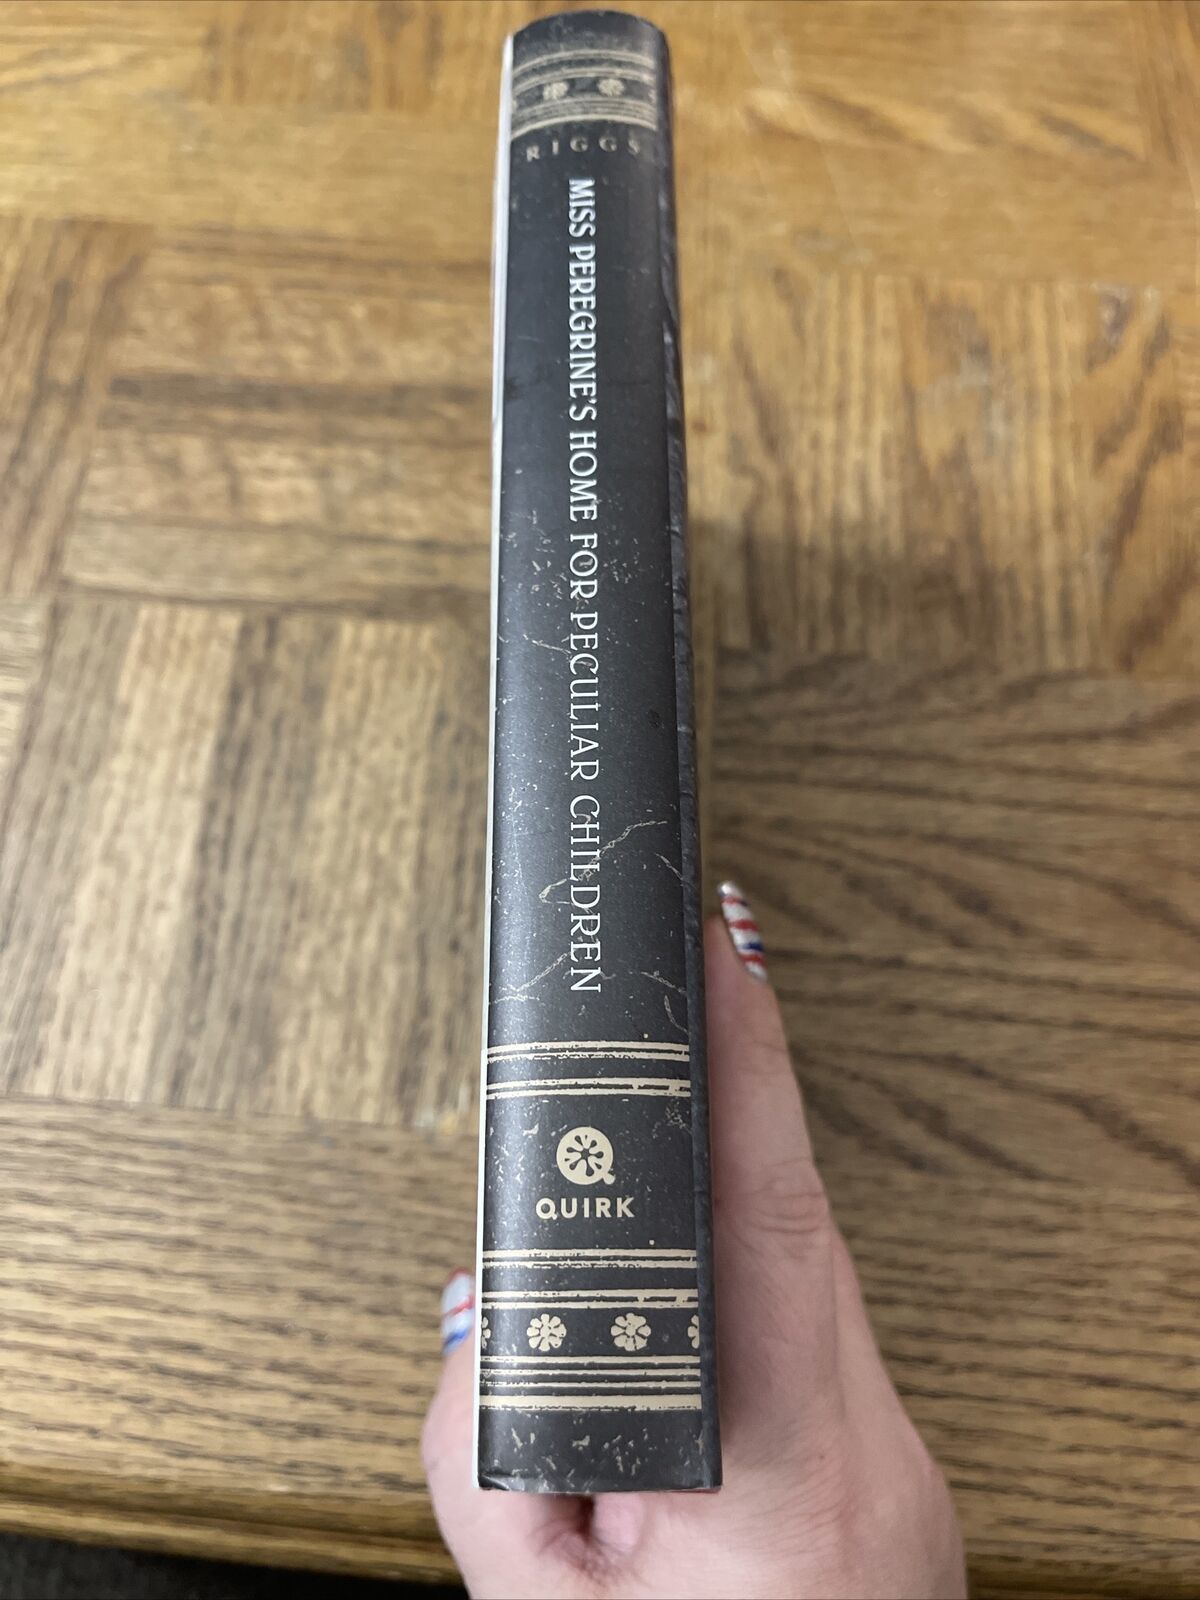 RIGGS
MISS PEREGRINE'S HOME FOR PECULIAR CHILDREN
QUIRK